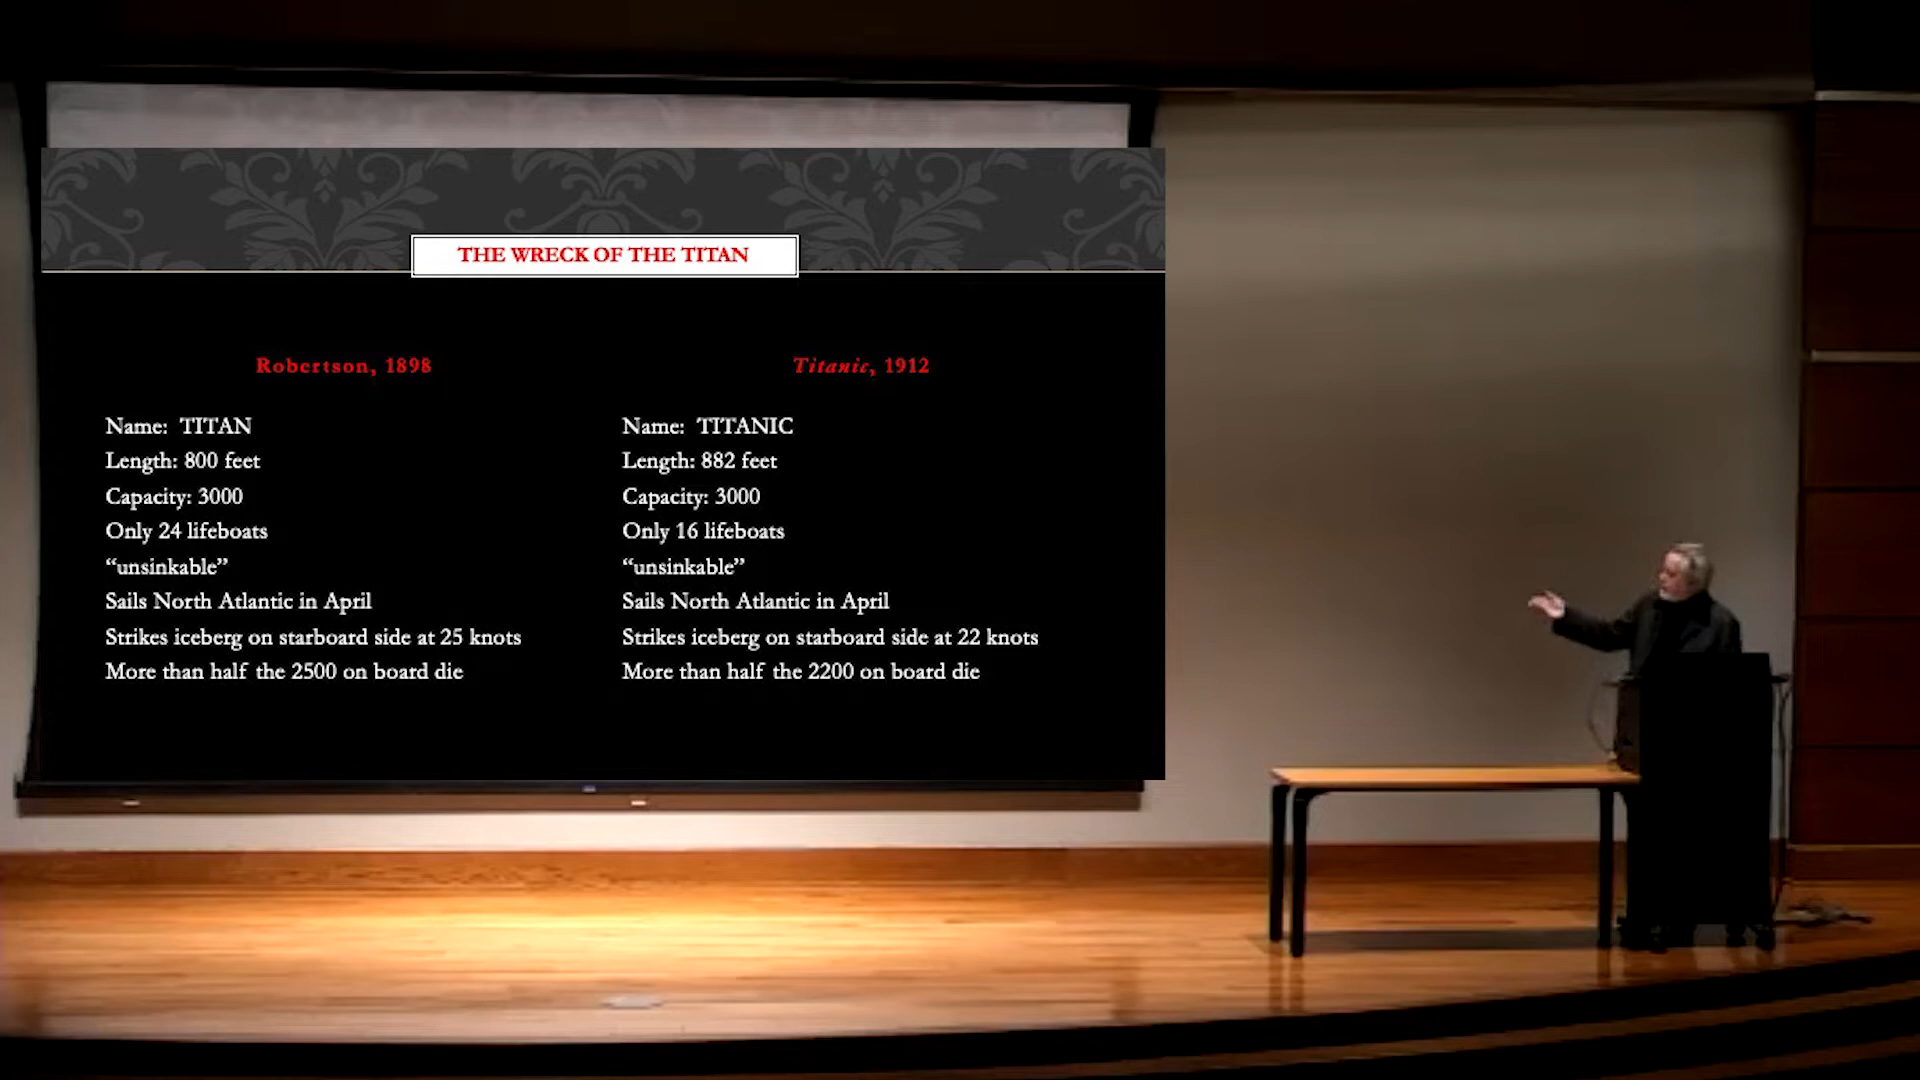 THE WRECK OF THE TITAN
Robertson, 1898
Name: TITAN
Length: 800 feet
Capacity: 3000
Only 24 lifeboats
“unsinkable”
Sails North Atlantic in April
Strikes iceberg on starboard side at 25 knots
More than half the 2500 on board die
Titanic, 1912
Name: TITANIC
Length: 882 feet
Capacity: 3000
Only 16 lifeboats
“unsinkable”
Sails North Atlantic in April
Strikes iceberg on starboard side at 22 knots
More than half the 2200 on board die